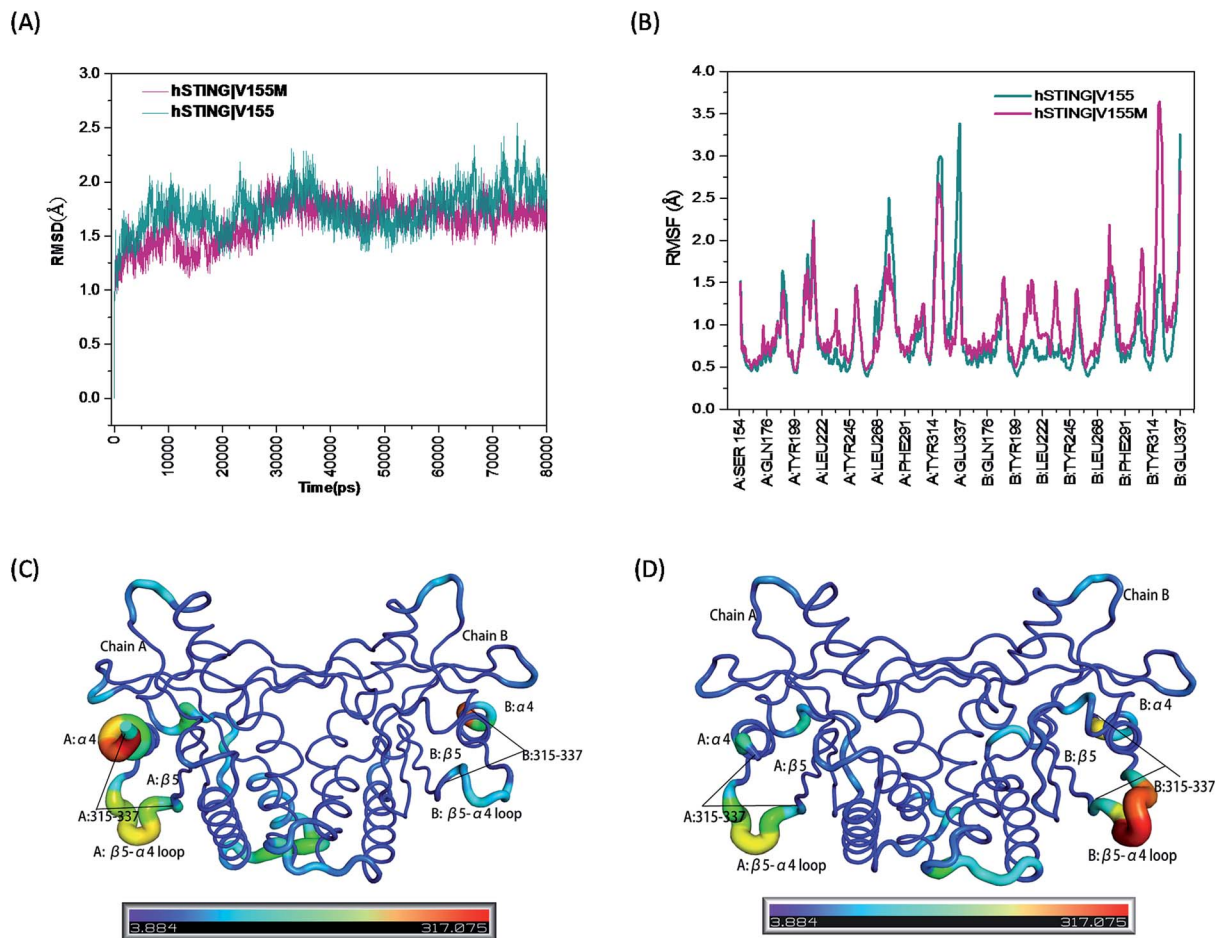 (A)
3.0
2.5
2.0
1.5
1.0
0.5
0.0
RMSD(Å)
hSTING|V155M
hSTING|V155
0
10000
20000
30000
40000
50000
60000
70000
80000
Time(ps)
(B)
4.0
3.5
3.0
2.5
2.0
1.5
1.0
0.5
0.0
RMSF (Å)
hSTING|V155
hSTING|V155M
A:SER 154
A:GLN176
A:TYR199
A:LEU222
A:TYR245
A:LEU268
A:PHE291
A:TYR314
A:GLU337
B:GLN176
B:TYR199
B:LEU222
B:TYR245
B:LEU268
B:PHE291
B:TYR314
B:GLU337
(C)
Chain A
Chain B
A:α4
B:α4
A:β5
B:β5
B:315-337
A:315-337
B: β5-α4 loop
A: β5-α4 loop
3.884
317.075
(D)
Chain A
Chain B
A:α4
B:α4
A:β5
B:β5
B:315-337
A:315-337
A:β5-α4 loop
B:β5-α4 loop
3.884
317.075